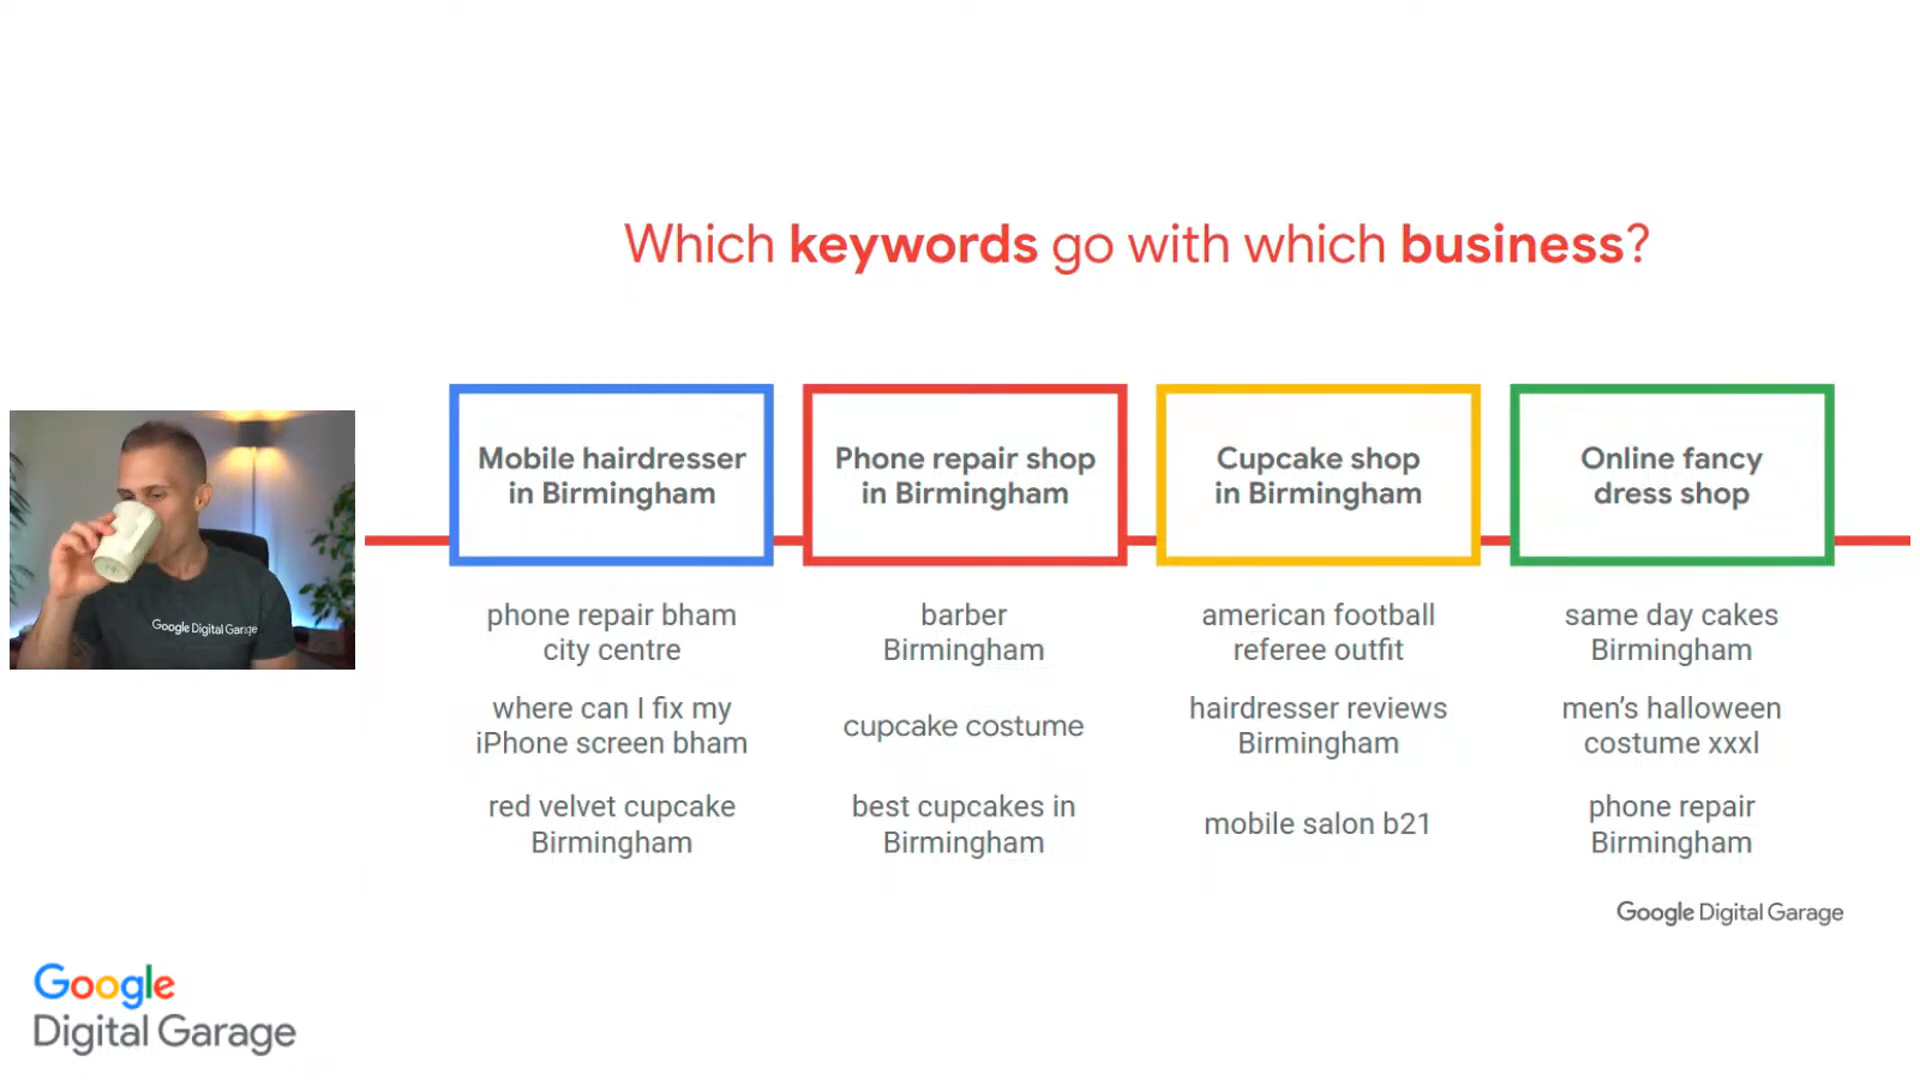 Which keywords go with which business?
Mobile hairdresser
in Birmingham
Phone repair shop
in Birmingham
Cupcake shop
in Birmingham
Online fancy
dress shop
phone repair bham
city centre
barber
Birmingham
american football
referee outfit
same day cakes
Birmingham
where can I fix my
iPhone screen bham
cupcake costume
hairdresser reviews
Birmingham
men's halloween
costume xxxl
red velvet cupcake
Birmingham
best cupcakes in
Birmingham
mobile salon b21
phone repair
Birmingham
Google Digital Garage
Google Digital Garage
Google
Digital Garage